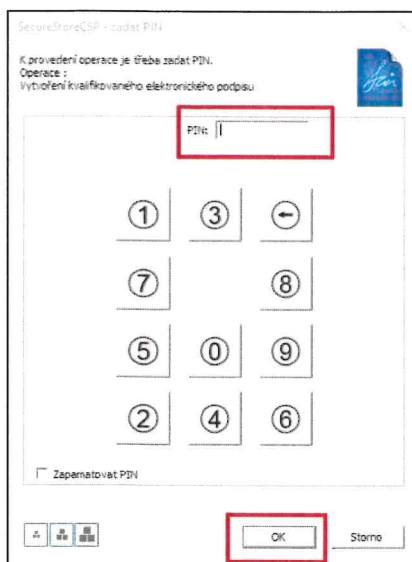 SecureStoreCSP - zadat PIN
K provedení operace je třeba zadat PIN.
Operace :
Vytvoření kvalifikovaného elektronického podpisu
PIN:
1 3 ←
7 8
5 0 9
2 4 6
Zapamatovat PIN
OK Storno